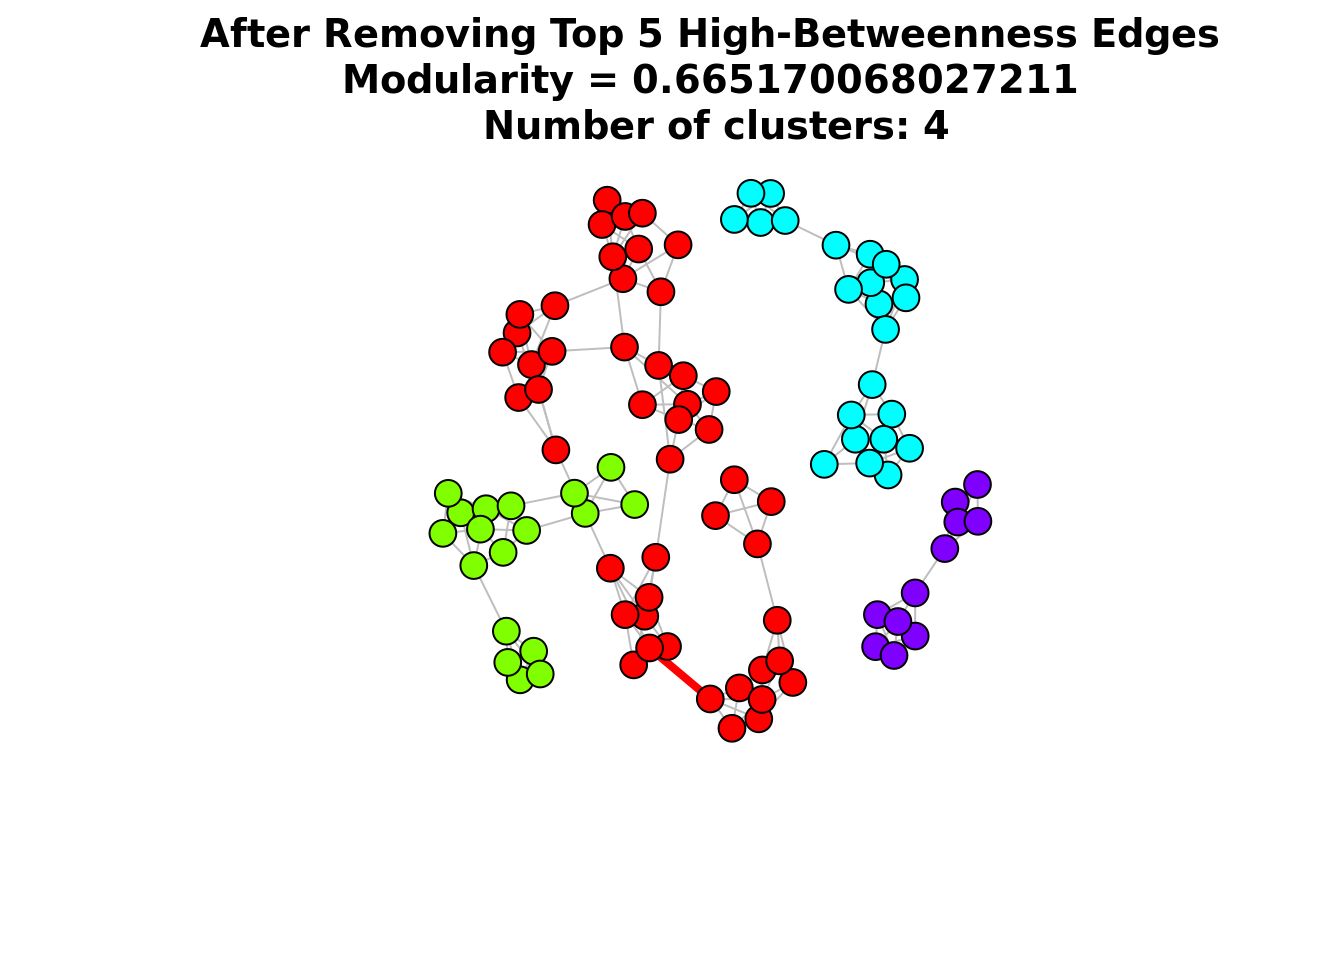 After Removing Top 5 High-Betweenness Edges
Modularity = 0.665170068027211
Number of clusters: 4